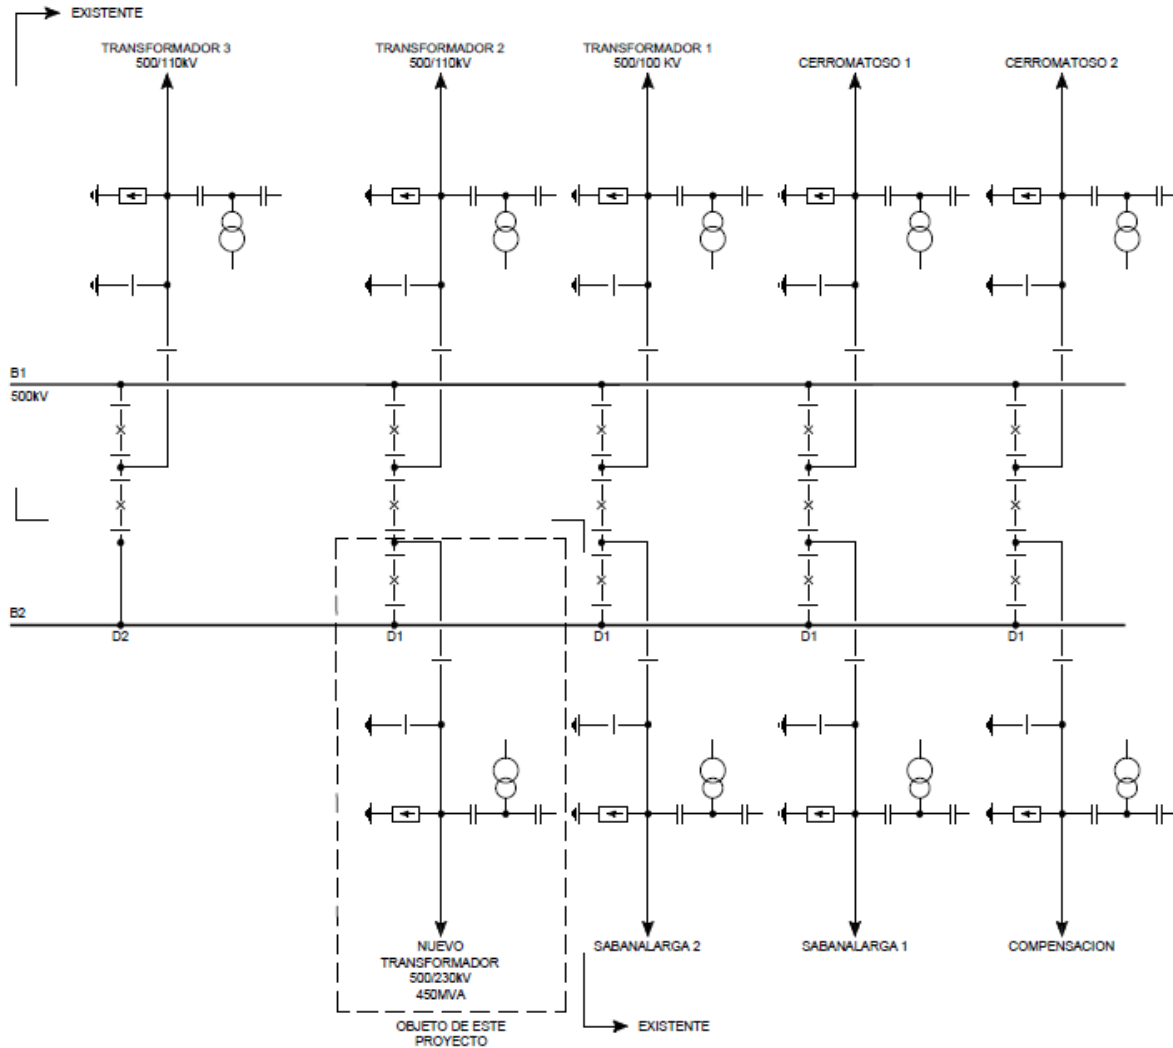 EXISTENTE
TRANSFORMADOR 3
500/110kV
TRANSFORMADOR 2
500/110kV
TRANSFORMADOR 1
500/100 KV
CERROMATOSO 1
CERROMATOSO 2
B1
500kV
B2
D2
D1
D1
D1
D1
NUEVO
TRANSFORMADOR
500/230kV
450MVA
SABANALARGA 2
SABANALARGA 1
COMPENSACION
OBJETO DE ESTE
PROYECTO
EXISTENTE